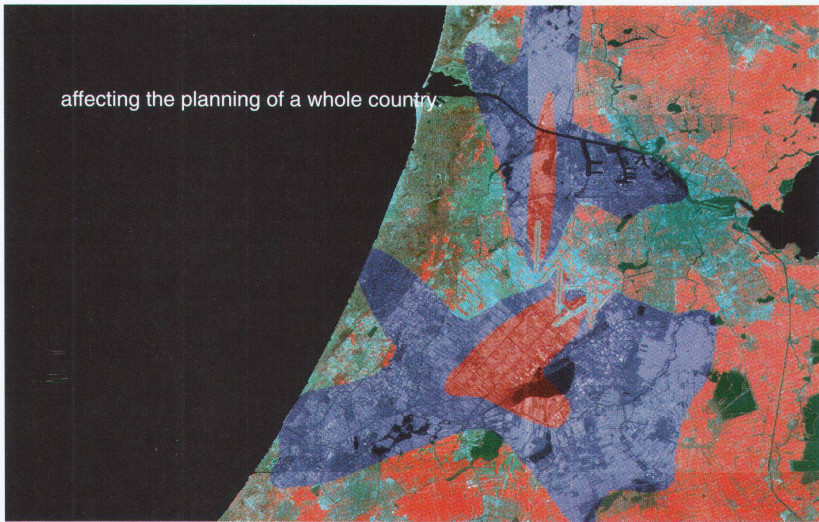 affecting the planning of a whole country.